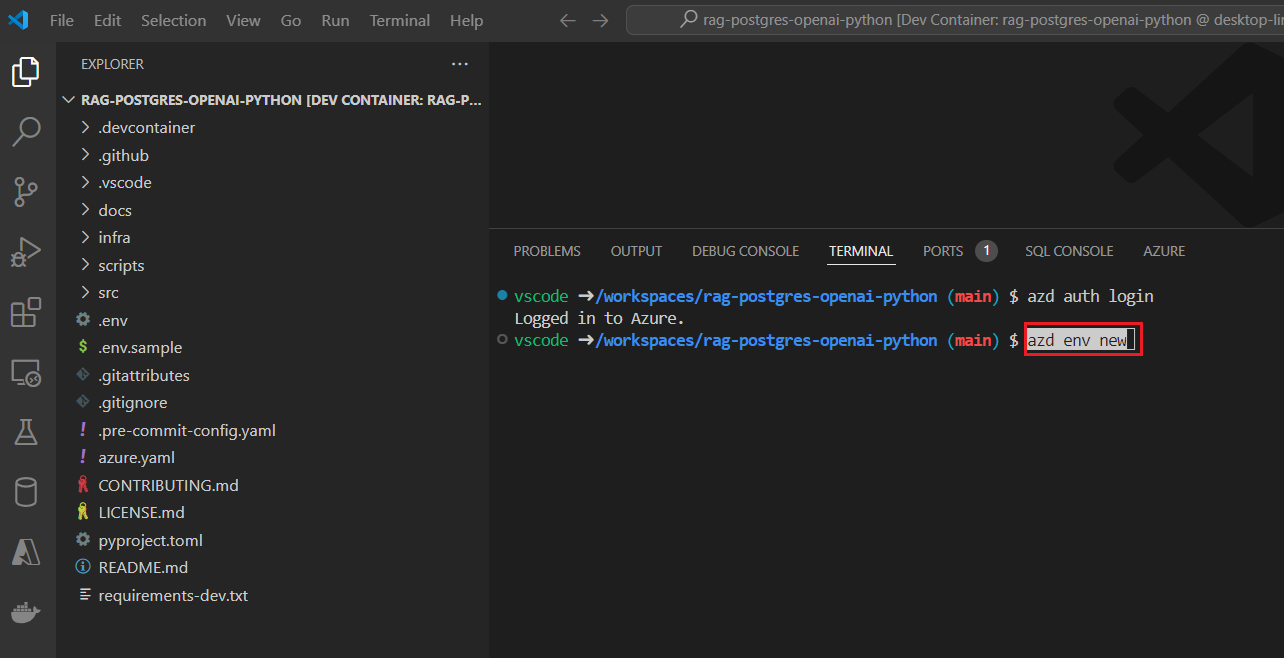 File Edit Selection View Go Run Terminal Help
rag-postgres-openai-python [Dev Container: rag-postgres-openai-python @ desktop-li
EXPLORER
RAG-POSTGRES-OPENAI-PYTHON [DEV CONTAINER: RAG-P...
.devcontainer
.github
.vscode
docs
infra
scripts
src
.env
.env.sample
.gitattributes
.gitignore
.pre-commit-config.yaml
azure.yaml
CONTRIBUTING.md
LICENSE.md
pyproject.toml
README.md
requirements-dev.txt
PROBLEMS OUTPUT DEBUG CONSOLE TERMINAL PORTS 1 SQL CONSOLE AZURE
vscode ➜/workspaces/rag-postgres-openai-python (main) $ azd auth login
Logged in to Azure.
vscode ➜/workspaces/rag-postgres-openai-python (main) $ azd env new